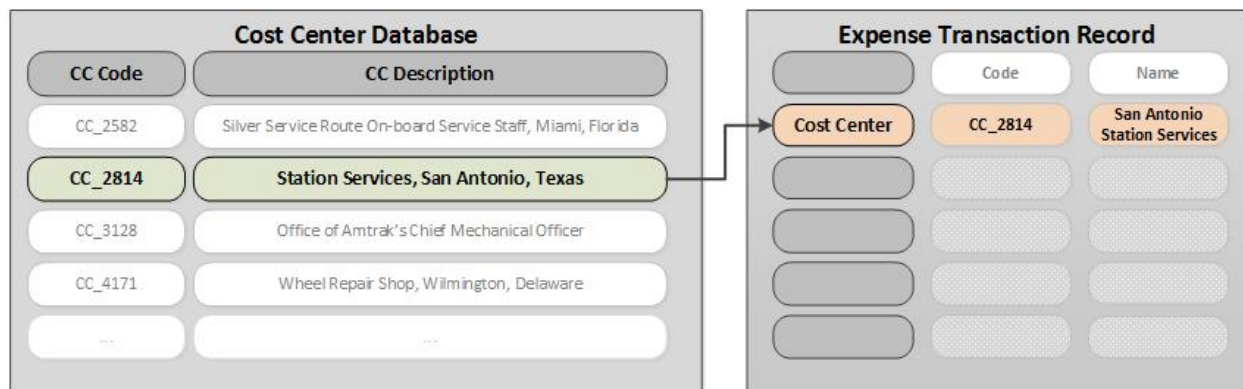 Cost Center Database
CC Code CC Description
CC_2582 Silver Service Route On-board Service Staff, Miami, Florida
CC_2814 Station Services, San Antonio, Texas
CC_3128 Office of Amtrak's Chief Mechanical Officer
CC_4171 Wheel Repair Shop, Wilmington, Delaware
... ...
Expense Transaction Record
Code Name
Cost Center CC_2814 San Antonio
Station Services